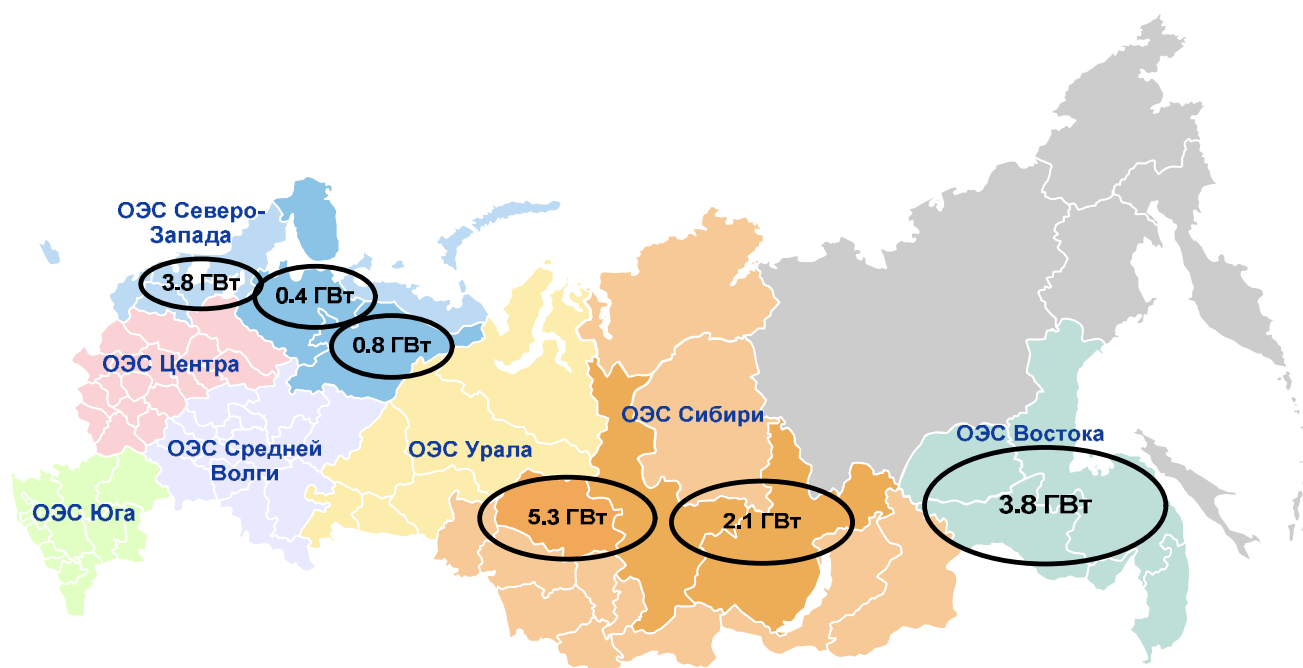 ОЭС Северо-
Запада
3.8 ГВт
0.4 ГВт
0.8 ГВт
ОЭС Центра
ОЭС Сибири
ОЭС Востока
ОЭС Средней
Волги
ОЭС Урала
ОЭС Юга
5.3 ГВт
2.1 ГВт
3.8 ГВт